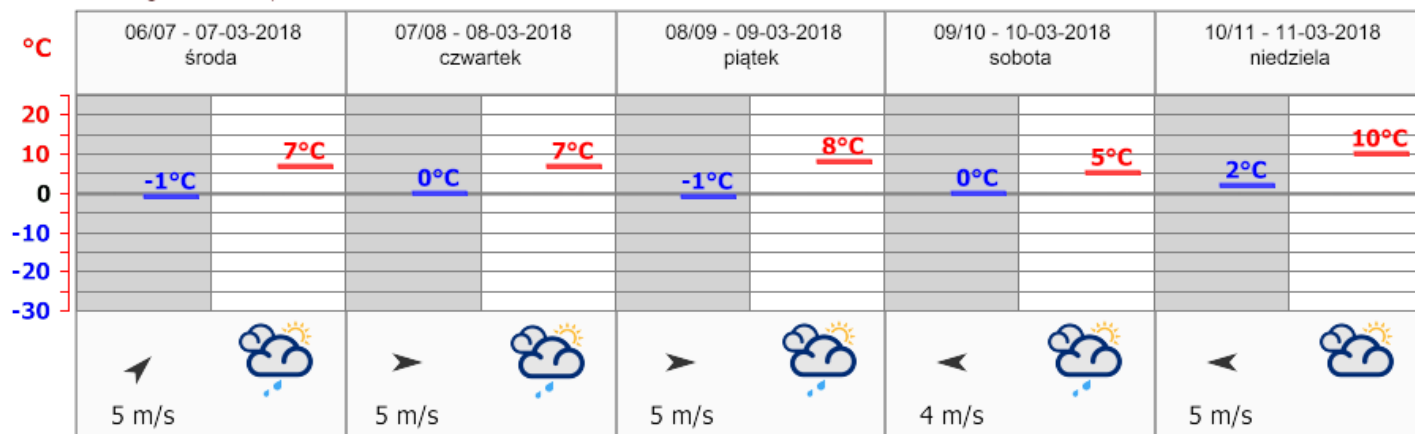 °C
06/07 - 07-03-2018
środa
07/08 - 08-03-2018
czwartek
08/09 - 09-03-2018
piątek
09/10 - 10-03-2018
sobota
10/11 - 11-03-2018
niedziela
20
10
0
-10
-20
-30
-1°C
7°C
0°C
7°C
-1°C
8°C
0°C
5°C
2°C
10°C
5 m/s
5 m/s
5 m/s
4 m/s
5 m/s